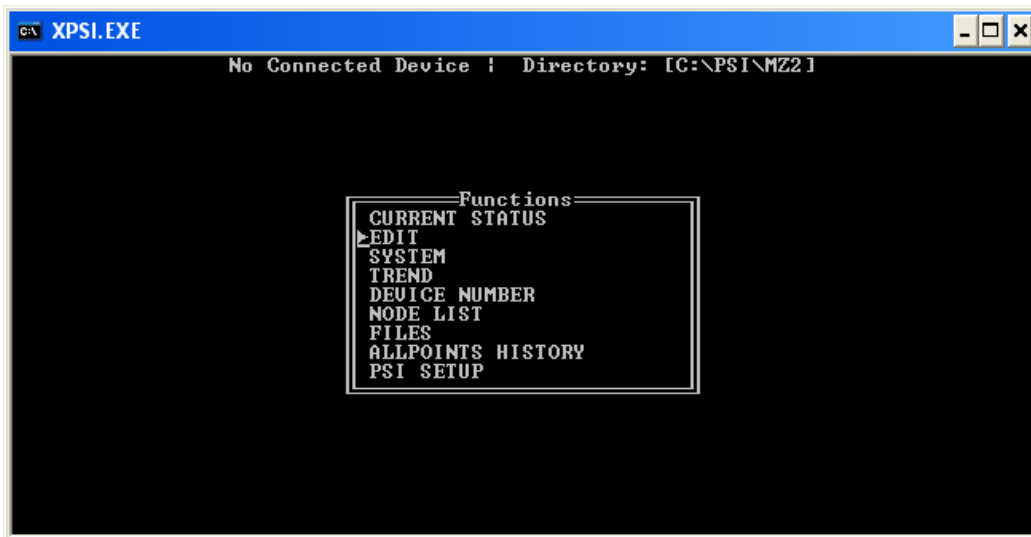 XPSI.EXE
No Connected Device ¦ Directory: [C:\PSI\MZ2]
Functions
CURRENT STATUS
►EDIT
SYSTEM
TREND
DEVICE NUMBER
NODE LIST
FILES
ALLPOINTS HISTORY
PSI SETUP